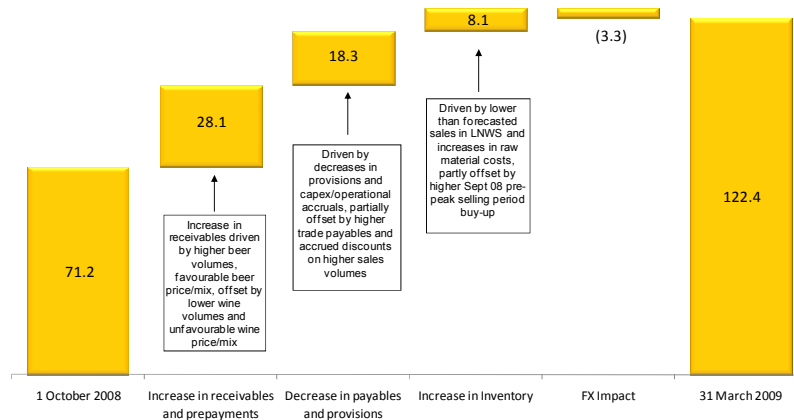 71.2
28.1
Increase in
receivables driven
by higher beer
volumes,
favourable beer
price/mix, offset by
lower wine
volumes and
unfavourable wine
price/mix
18.3
Driven by
decreases in
provisions and
capex/operational
accruals, partially
offset by higher
trade payables and
accrued discounts
on higher sales
volumes
8.1
Driven by lower
than forecasted
sales in LNWS and
increases in raw
material costs,
partly offset by
higher Sept 08 pre-
peak selling period
buy-up
(3.3)
122.4
1 October 2008
Increase in receivables
and prepayments
Decrease in payables
and provisions
Increase in Inventory
FX Impact
31 March 2009